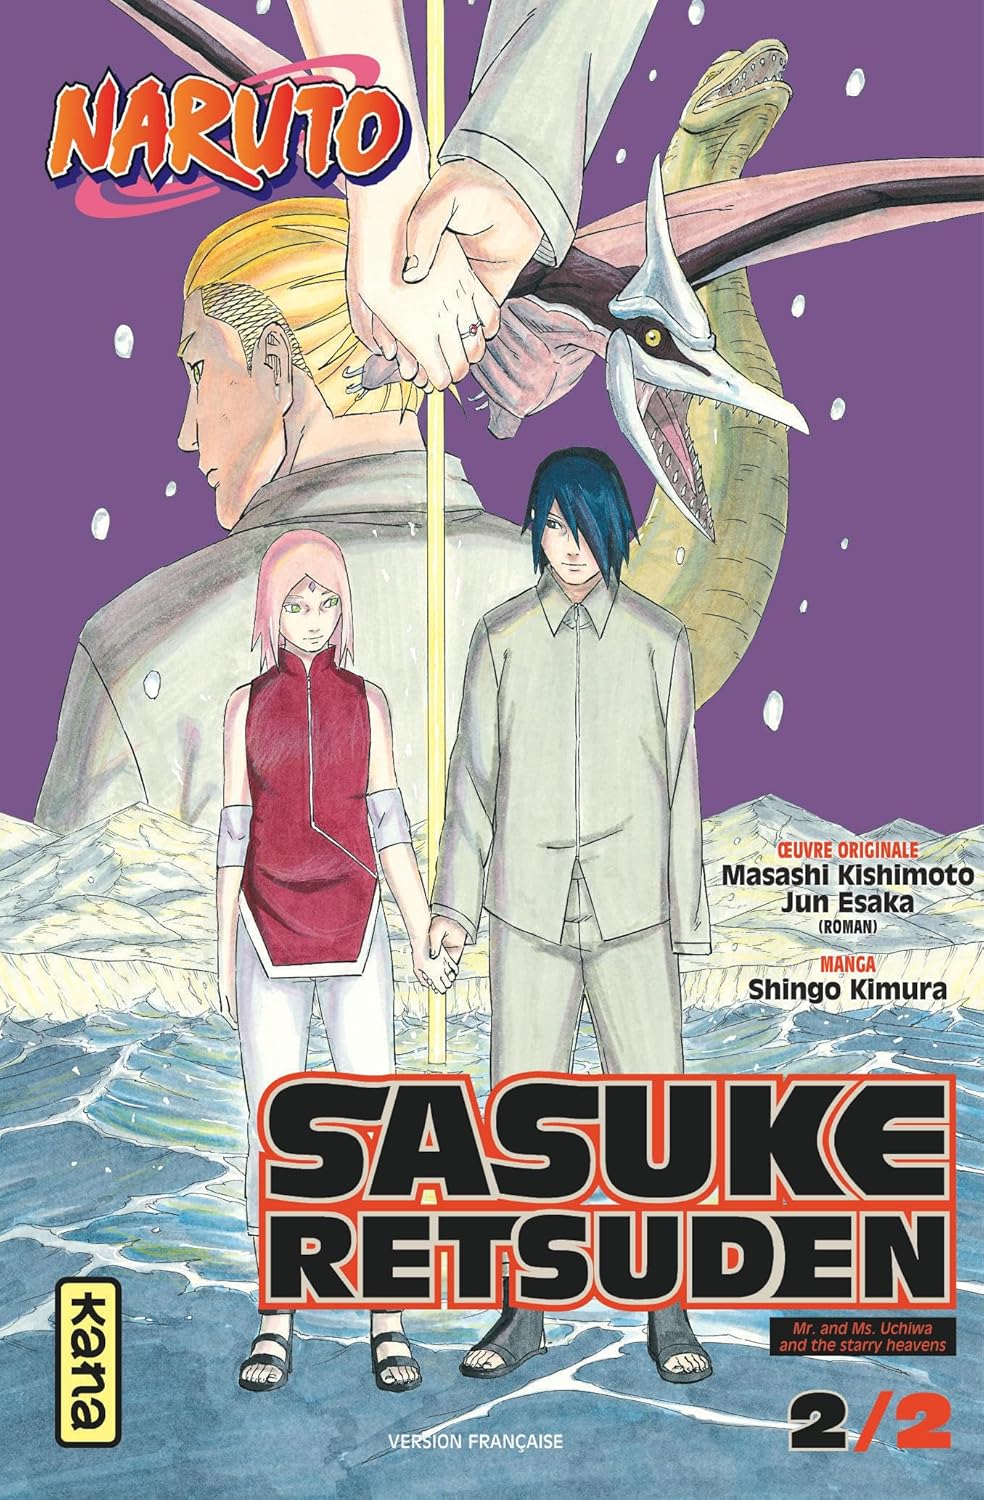 NARUTO
ŒUVRE ORIGINALE
Masashi Kishimoto
Jun Esaka
(ROMAN)
MANGA
Shingo Kimura
SASUKE
RETSUDEN
Mr. and Ms. Uchiwa
and the starry heavens
kana
2/2
VERSION FRANÇAISE